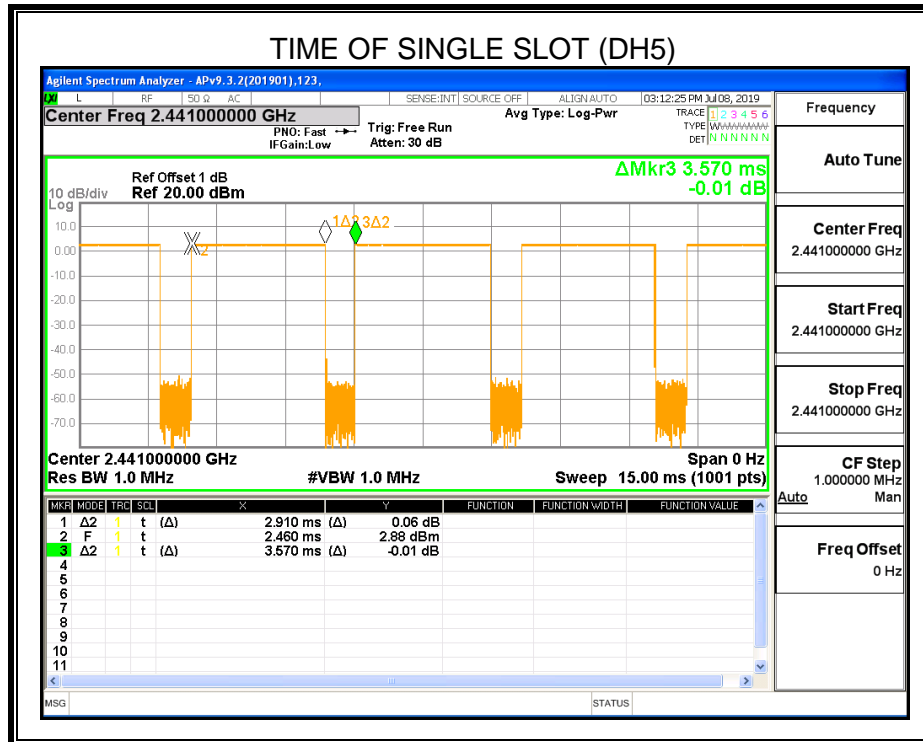 TIME OF SINGLE SLOT (DH5)
Agilent Spectrum Analyzer - APv9.3.2(201901),123,
L RF 50 Ω AC SENSE:INT SOURCE OFF ALIGN AUTO 03:12:25 PM Jul 08, 2019
Center Freq 2.441000000 GHz
PNO: Fast
IFGain:Low
Trig: Free Run
Atten: 30 dB
Avg Type: Log-Pwr
TRACE 1 2 3 4 5 6
TYPE WWWWWW
DET N N N N N N
Frequency
Auto Tune
Center Freq
2.441000000 GHz
Start Freq
2.441000000 GHz
Stop Freq
2.441000000 GHz
CF Step
1.000000 MHz
Auto Man
Freq Offset
0 Hz
ΔMkr3 3.570 ms
-0.01 dB
Ref Offset 1 dB
10 dB/div Ref 20.00 dBm
Log
10.0
0.00
-10.0
-20.0
-30.0
-40.0
-50.0
-60.0
-70.0
2
1Δ2
3Δ2
Center 2.441000000 GHz Span 0 Hz
Res BW 1.0 MHz #VBW 1.0 MHz Sweep 15.00 ms (1001 pts)
MKR MODE TRC SCL X Y FUNCTION FUNCTION WIDTH FUNCTION VALUE
1 Δ2 1 t (Δ) 2.910 ms (Δ) 0.06 dB
2 F 1 t 2.460 ms 2.88 dBm
3 Δ2 1 t (Δ) 3.570 ms (Δ) -0.01 dB
4
5
6
7
8
9
10
11
MSG STATUS